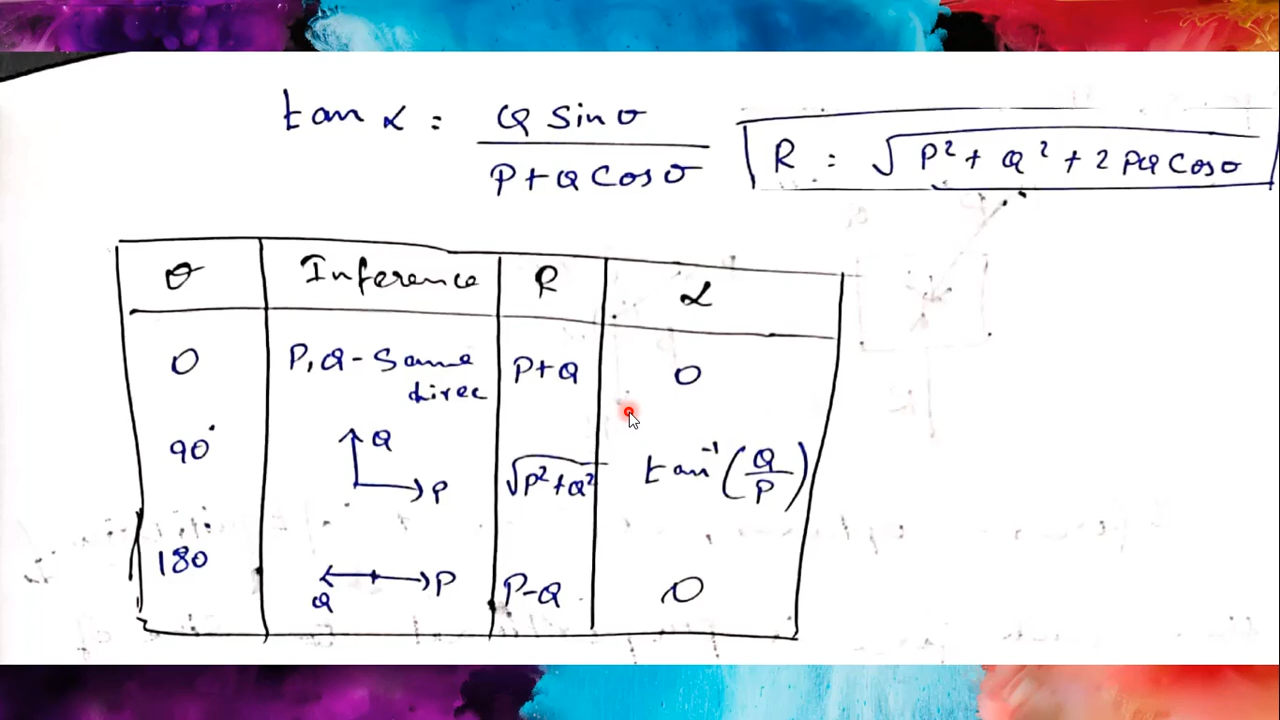 tan α = Q sin θ / P + Q cos θ
R = √P² + Q² + 2PQ cos θ
θ Inference R α
0 P, Q - Same direc P+Q 0
90° Q P √P²+Q² tan⁻¹(Q/P)
180 Q P P-Q 0